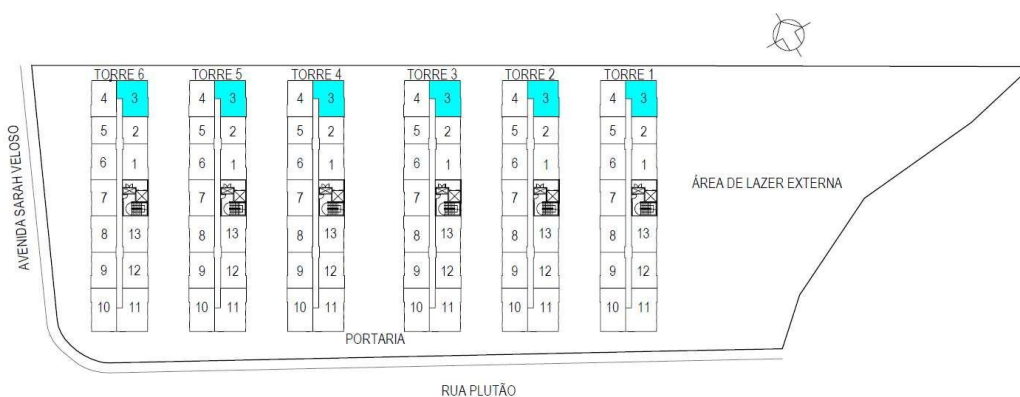 TORRE 6 TORRE 5 TORRE 4 TORRE 3 TORRE 2 TORRE 1
4 3 4 3 4 3 4 3 4 3 4 3
5 2 5 2 5 2 5 2 5 2 5 2
6 1 6 1 6 1 6 1 6 1 6 1
7 7 7 7 7 7
8 13 8 13 8 13 8 13 8 13 8 13
9 12 9 12 9 12 9 12 9 12 9 12
10 11 10 11 10 11 10 11 10 11 10 11
AVENIDA SARAH VELOSO
ÁREA DE LAZER EXTERNA
PORTARIA
RUA PLUTÃO